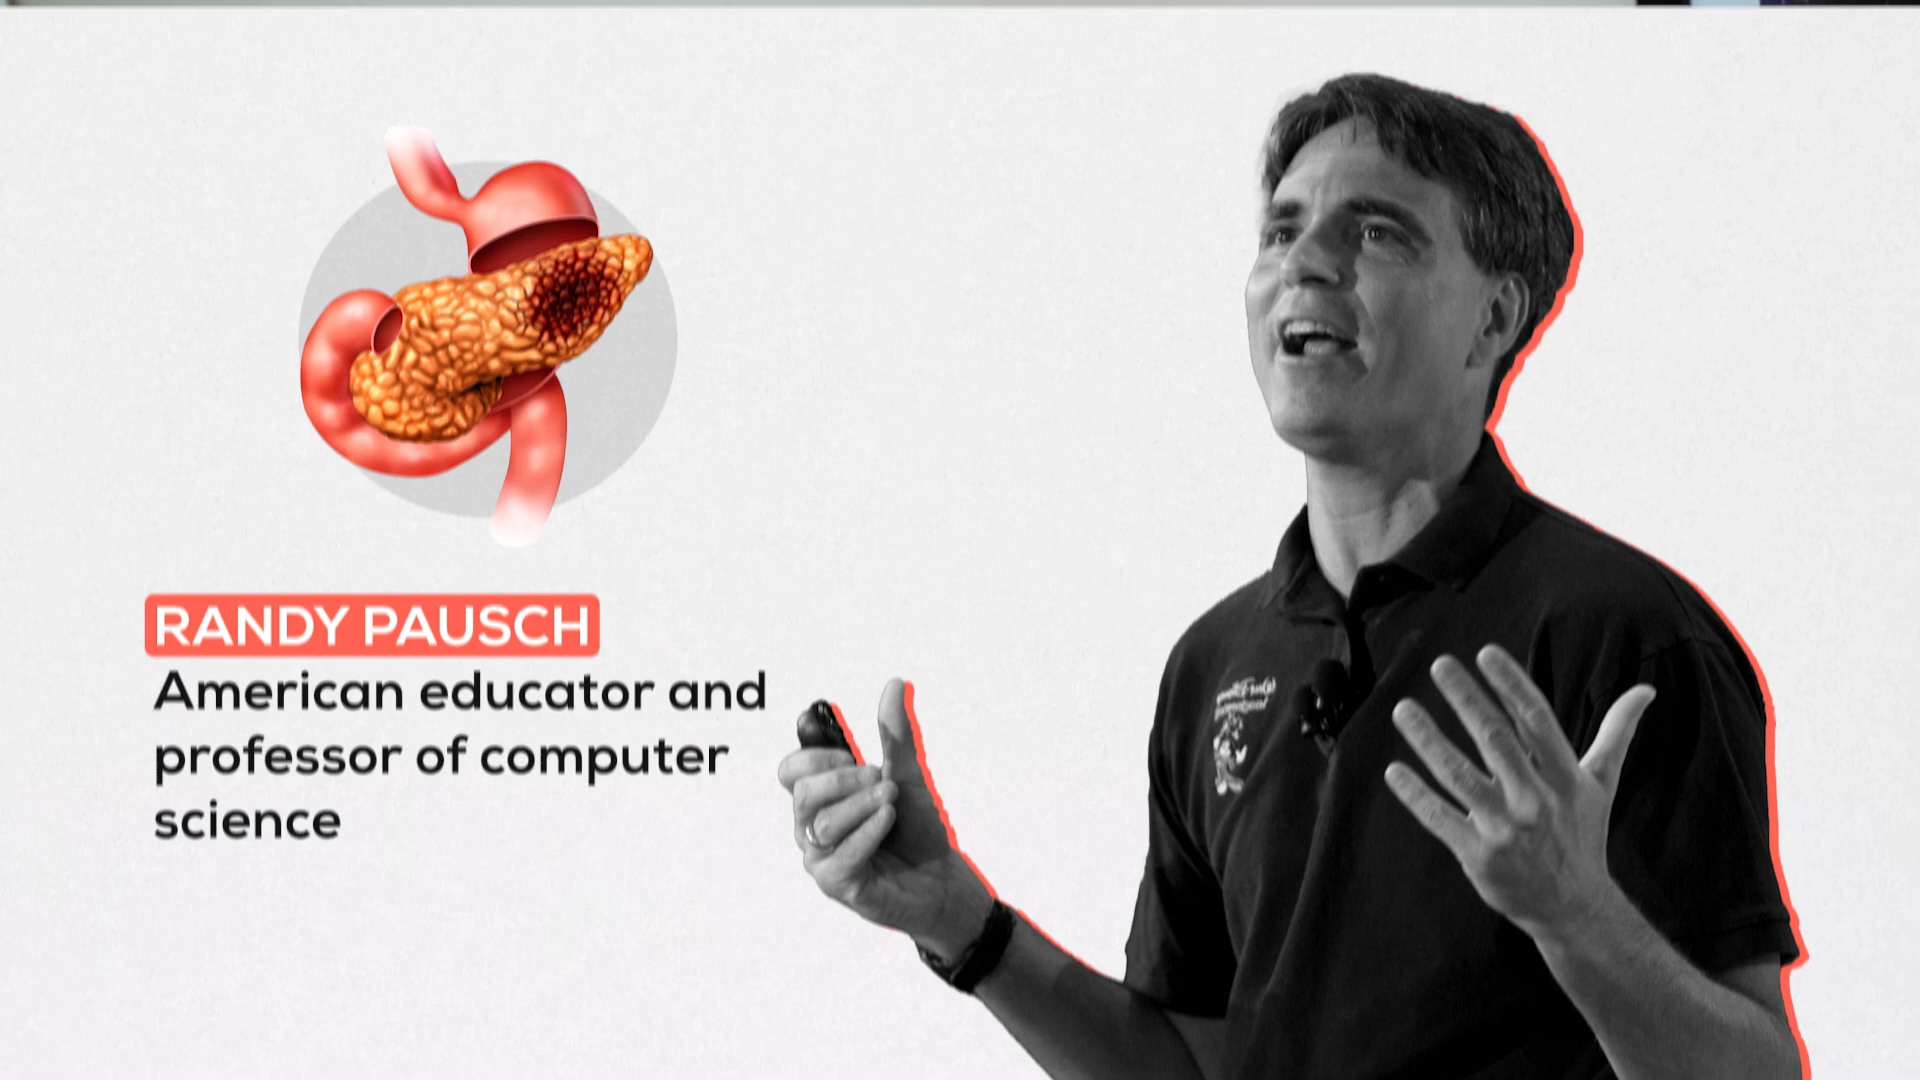 RANDY PAUSCH
American educator and
professor of computer
science